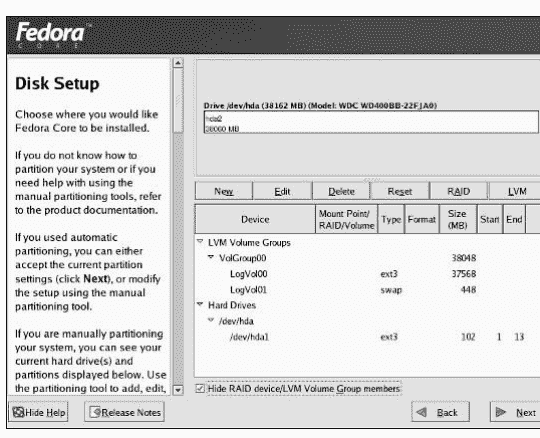 Fedora
CORE
Disk Setup
Choose where you would like
Fedora Core to be installed.
If you do not know how to
partition your system or if you
need help with using the
manual partitioning tools, refer
to the product documentation.
If you used automatic
partitioning, you can either
accept the current partition
settings (click Next), or modify
the setup using the manual
partitioning tool.
If you are manually partitioning
your system, you can see your
current hard drive(s) and
partitions displayed below. Use
the partitioning tool to add, edit,
Drive /dev/hda (38162 MB) (Model: WDC WD400BB-22FJA0)
hda2
38060 MB
New Edit Delete Reset RAID LVM
Device Mount Point/ RAID/Volume Type Format Size (MB) Start End
LVM Volume Groups
VolGroup00 38048
LogVol00 ext3 37568
LogVol01 swap 448
Hard Drives
/dev/hda
/dev/hda1 ext3 102 1 13
Hide RAID device/LVM Volume Group members
Hide Help Release Notes Back Next